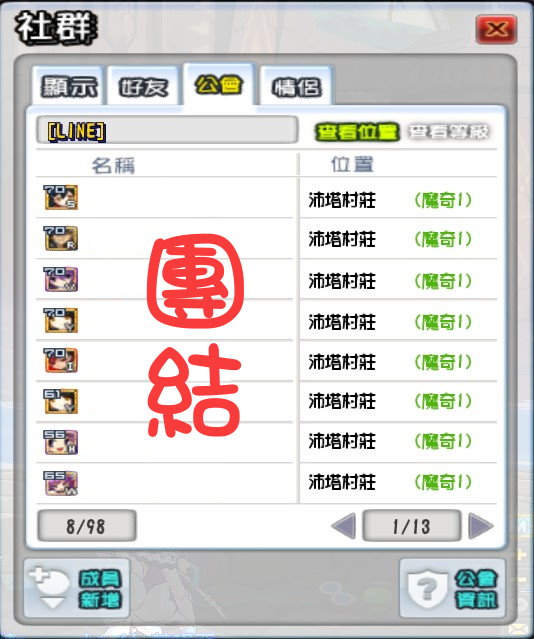 社群
顯示 好友 公會 情侶
[LINE] 查看位置 查看等級
名稱 位置
70 S 沛塔村莊 (魔奇1)
70 R 沛塔村莊 (魔奇1)
70 沛塔村莊 (魔奇1)
70 沛塔村莊 (魔奇1)
70 I 沛塔村莊 (魔奇1)
61 沛塔村莊 (魔奇1)
56 H 沛塔村莊 (魔奇1)
65 沛塔村莊 (魔奇1)
團
結
8/98 1/13
成員 公會
新增 資訊